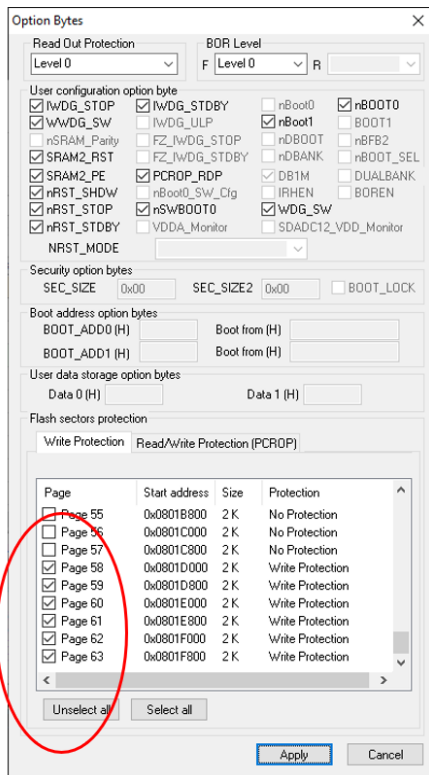 Option Bytes
Read Out Protection
BOR Level
Level 0
F Level 0 R
User configuration option byte
IWDG_STOP IWDG_STDBY nBoot0 nBOOT0
WWDG_SW IWDG_ULP nBoot1 BOOT1
nSRAM_Parity FZ_IWDG_STOP nDBOOT nBFB2
SRAM2_RST FZ_IWDG_STDBY nDBANK nBOOT_SEL
SRAM2_PE PCROP_RDP DB1M DUALBANK
nRST_SHDW nBoot0_SW_Cfg IRHEN BOREN
nRST_STOP nSWBOOT0 WDG_SW
nRST_STDBY VDDA_Monitor SDADC12_VDD_Monitor
NRST_MODE
Security option bytes
SEC_SIZE 0x00 SEC_SIZE2 0x00 BOOT_LOCK
Boot address option bytes
BOOT_ADD0 (H) Boot from (H)
BOOT_ADD1 (H) Boot from (H)
User data storage option bytes
Data 0 (H) Data 1 (H)
Flash sectors protection
Write Protection Read/Write Protection (PCROP)
Page Start address Size Protection
Page 55 0x0801B800 2 K No Protection
Page 56 0x0801C000 2 K No Protection
Page 57 0x0801C800 2 K No Protection
Page 58 0x0801D000 2 K Write Protection
Page 59 0x0801D800 2 K Write Protection
Page 60 0x0801E000 2 K Write Protection
Page 61 0x0801E800 2 K Write Protection
Page 62 0x0801F000 2 K Write Protection
Page 63 0x0801F800 2 K Write Protection
Unselect all Select all
Apply Cancel